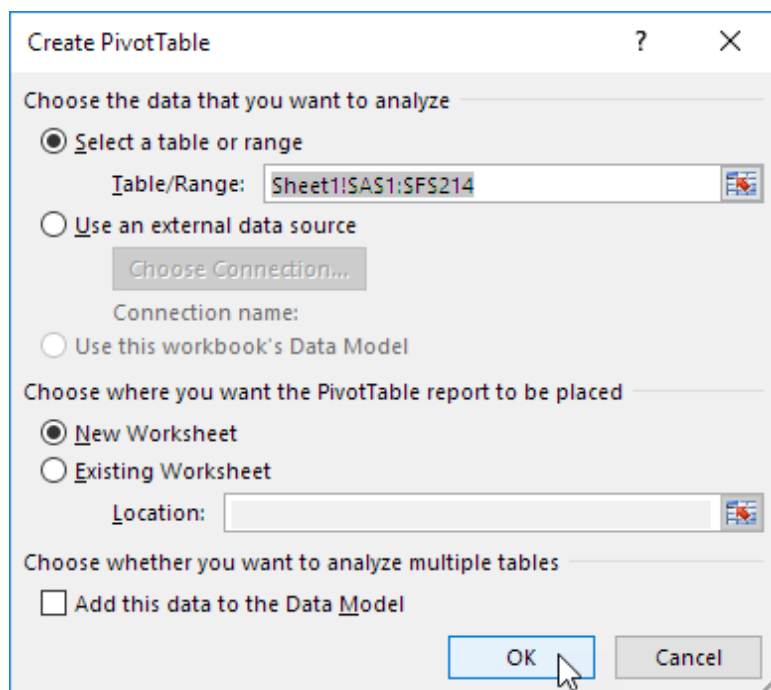 Create PivotTable
?
Choose the data that you want to analyze
Select a table or range
Table/Range: Sheet1!$A$1:$F$214
Use an external data source
Choose Connection...
Connection name:
Use this workbook's Data Model
Choose where you want the PivotTable report to be placed
New Worksheet
Existing Worksheet
Location:
Choose whether you want to analyze multiple tables
Add this data to the Data Model
OK Cancel